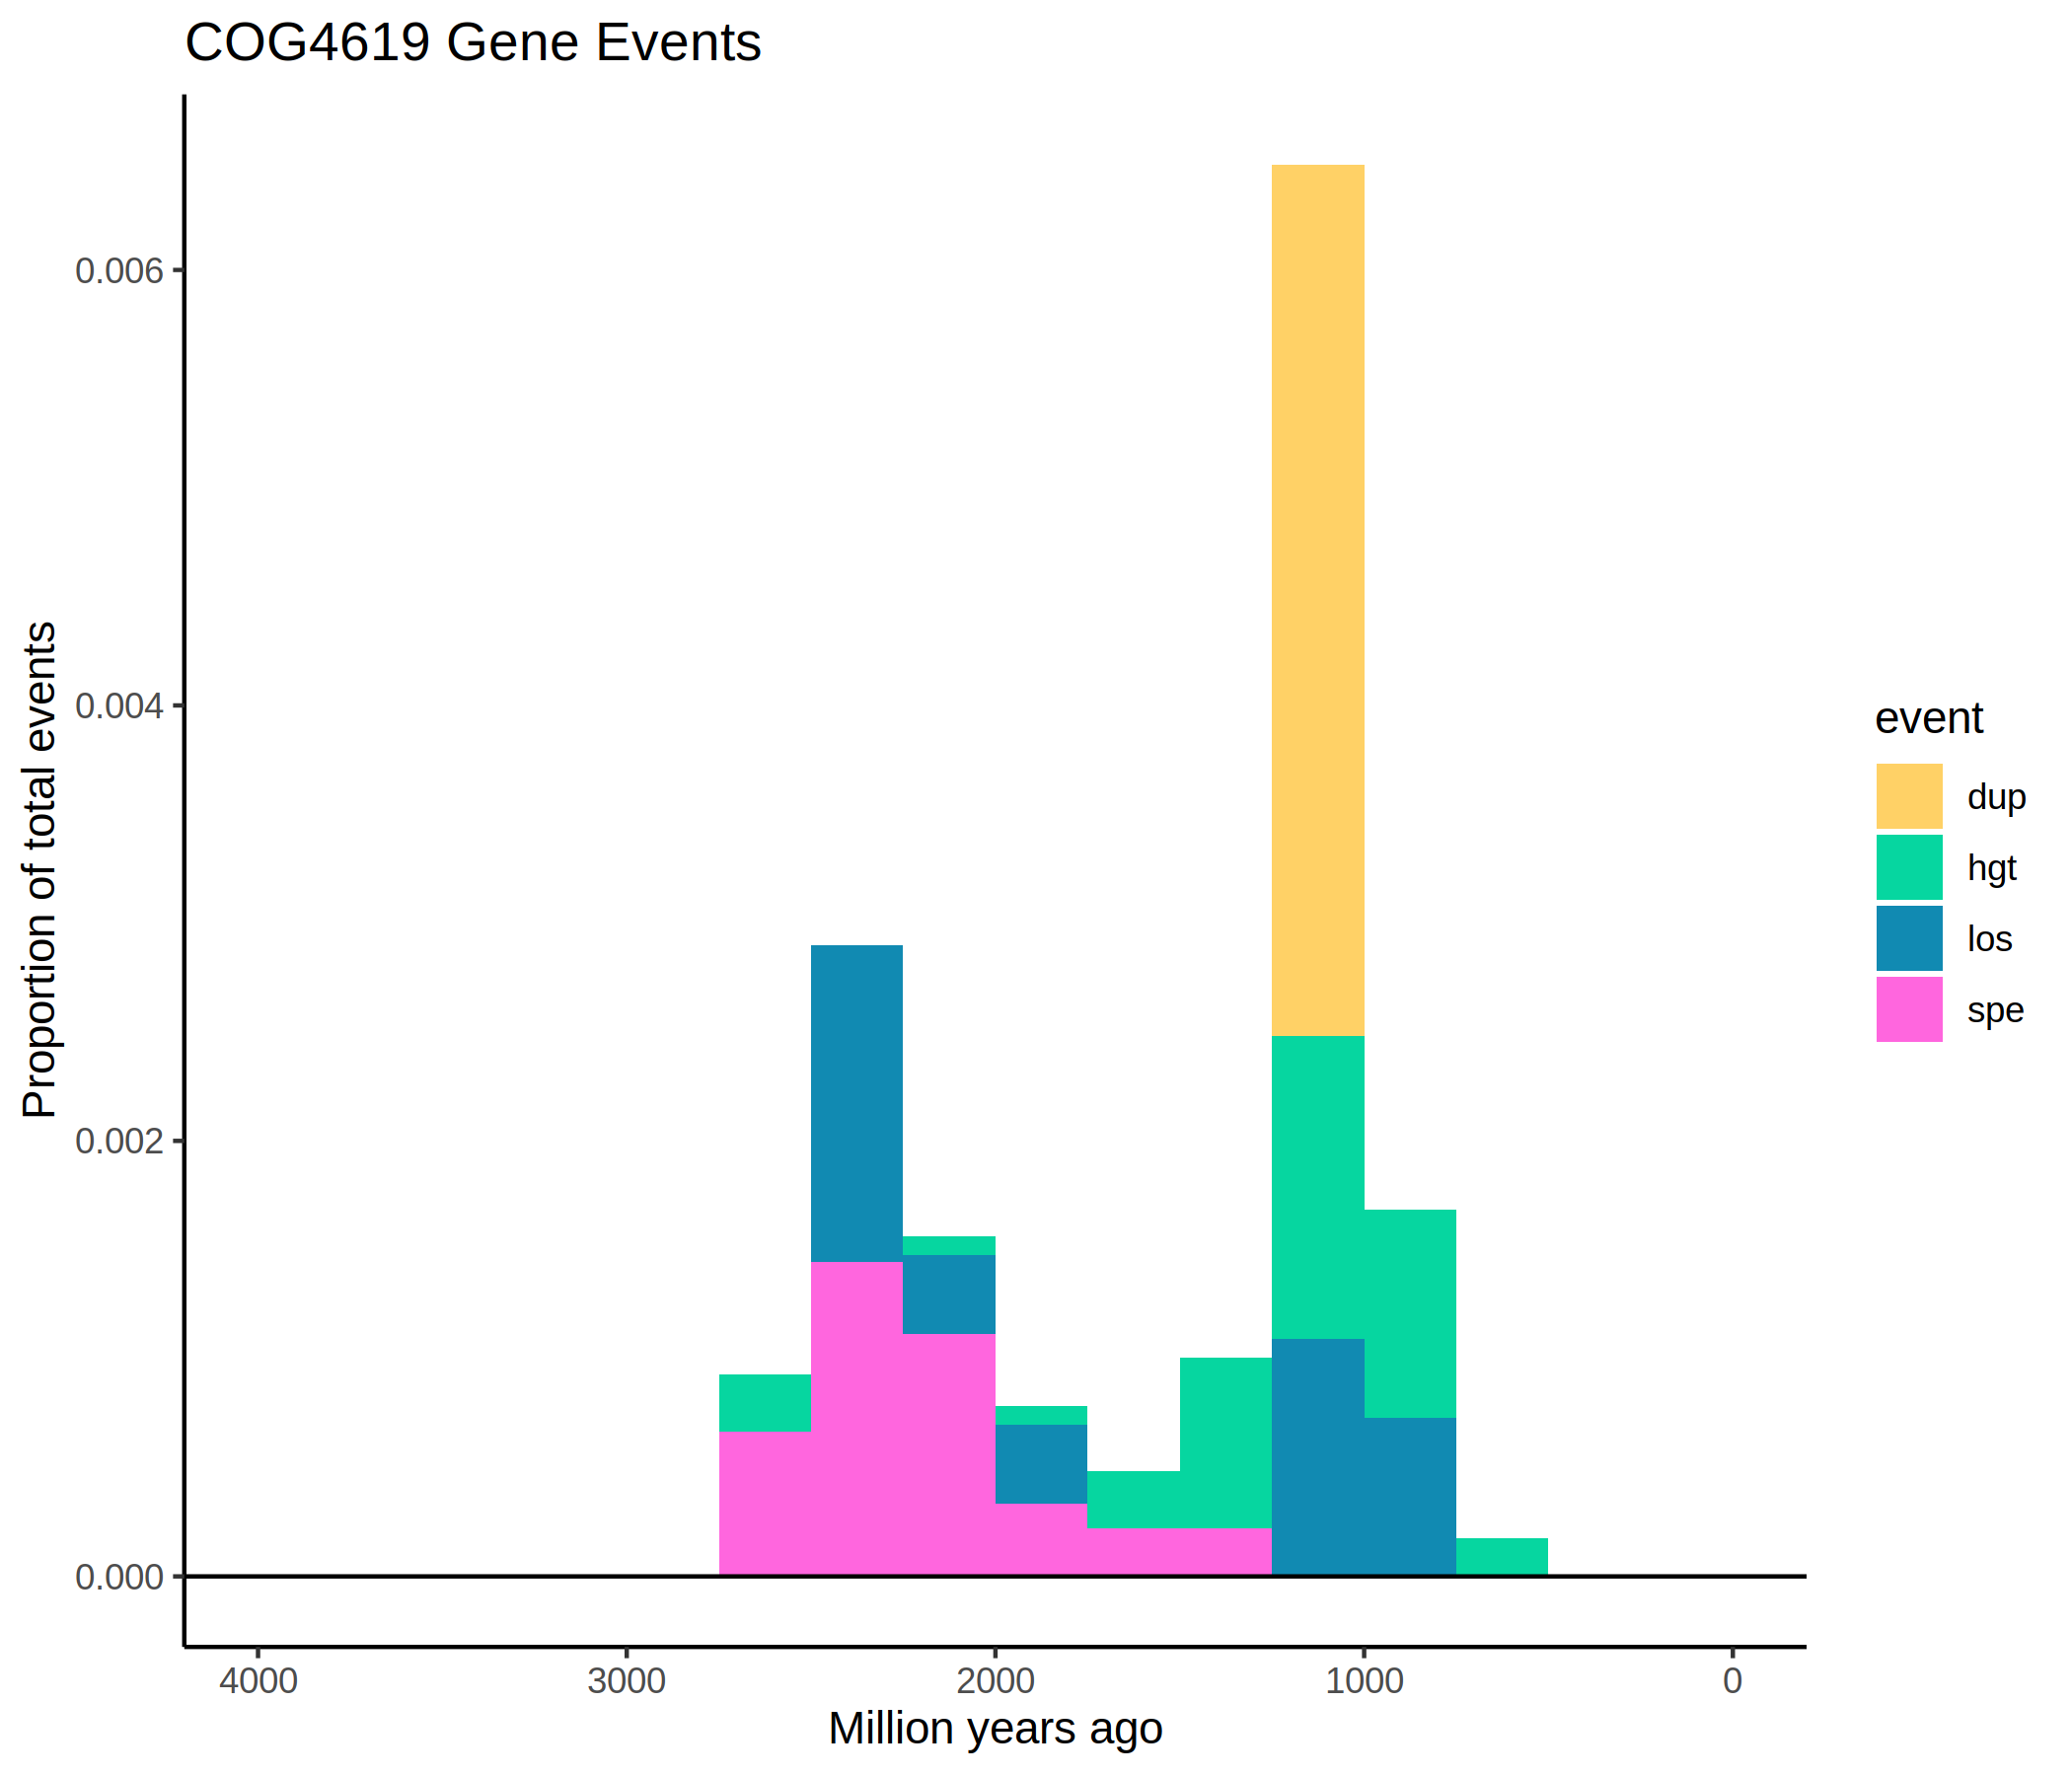 COG4619 Gene Events
Proportion of total events
0.006
0.004
0.002
0.000
4000
3000
2000
1000
0
Million years ago
event
dup
hgt
los
spe